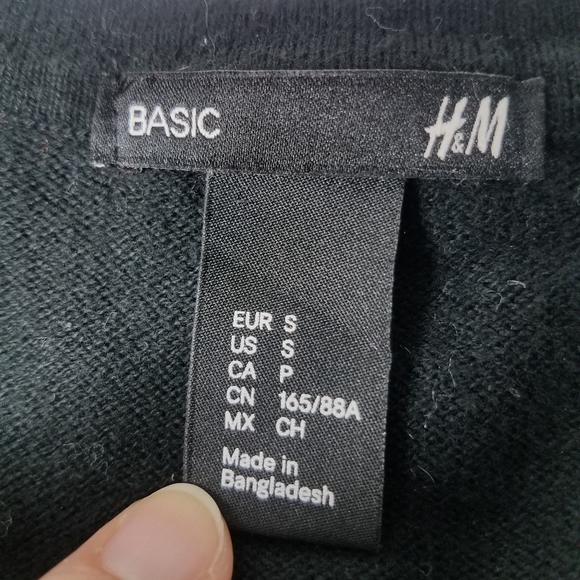 BASIC H&M
EUR S
US S
CA P
CN 165/88A
MX CH
Made in
Bangladesh